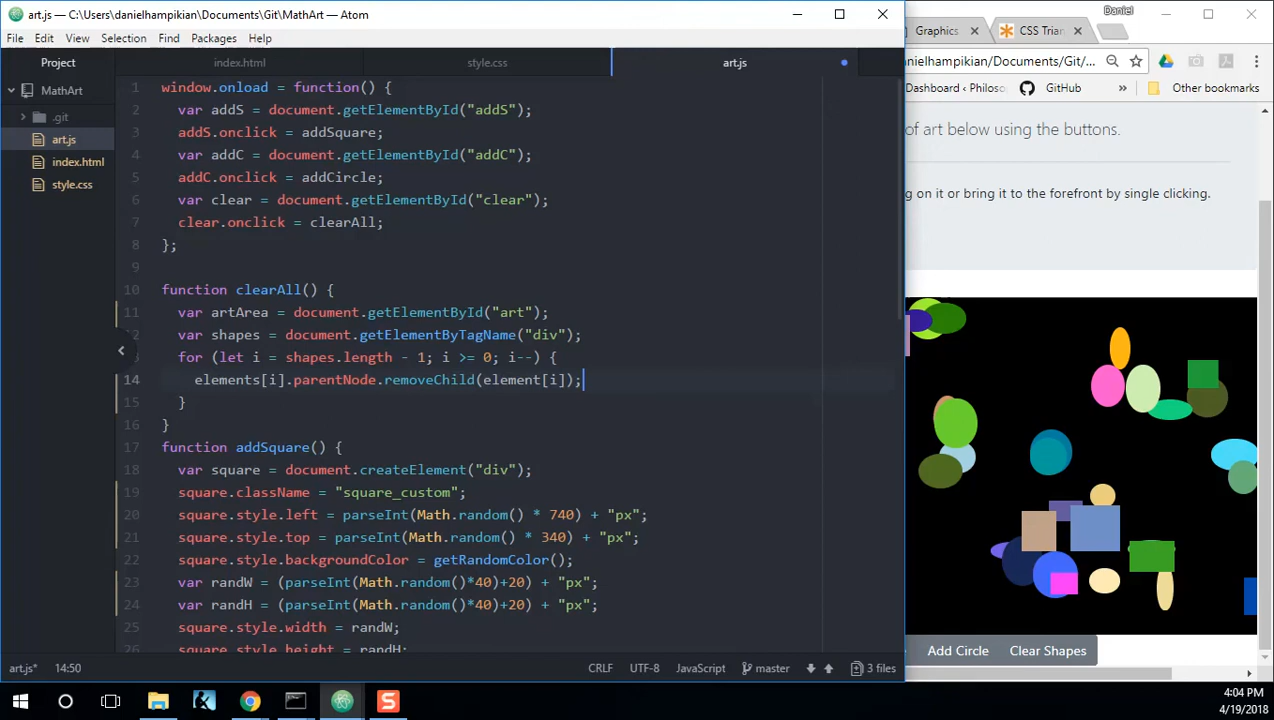 art.js — C:\Users\danielhampikian\Documents\Git\MathArt — Atom
File Edit View Selection Find Packages Help
Project
MathArt
.git
art.js
index.html
style.css
index.html style.css art.js
1 window.onload = function() {
2 var addS = document.getElementById("addS");
3 addS.onclick = addSquare;
4 var addC = document.getElementById("addC");
5 addC.onclick = addCircle;
6 var clear = document.getElementById("clear");
7 clear.onclick = clearAll;
8 };
9
10 function clearAll() {
11 var artArea = document.getElementById("art");
12 var shapes = document.getElementByTagName("div");
3 for (let i = shapes.length - 1; i >= 0; i--) {
14 elements[i].parentNode.removeChild(element[i]);
15 }
16 }
17 function addSquare() {
18 var square = document.createElement("div");
19 square.className = "square_custom";
20 square.style.left = parseInt(Math.random() * 740) + "px";
21 square.style.top = parseInt(Math.random() * 340) + "px";
22 square.style.backgroundColor = getRandomColor();
23 var randW = (parseInt(Math.random()*40)+20) + "px";
24 var randH = (parseInt(Math.random()*40)+20) + "px";
25 square.style.width = randW;
26 square.style.height = randH;
art.js* 14:50 CRLF UTF-8 JavaScript master 3 files
Daniel
Graphics CSS Trian
nielhampikian/Documents/Git/
Dashboard ‹ Philos GitHub » Other bookmarks
of art below using the buttons.
g on it or bring it to the forefront by single clicking.
Add Circle Clear Shapes
4:04 PM
4/19/2018